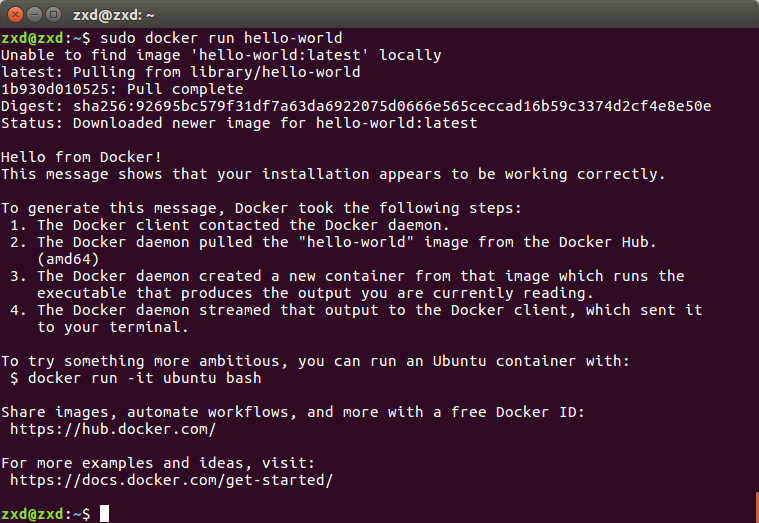 zxd@zxd: ~
zxd@zxd:~$ sudo docker run hello-world
Unable to find image 'hello-world:latest' locally
latest: Pulling from library/hello-world
1b930d010525: Pull complete
Digest: sha256:92695bc579f31df7a63da6922075d0666e565ceccad16b59c3374d2cf4e8e50e
Status: Downloaded newer image for hello-world:latest

Hello from Docker!
This message shows that your installation appears to be working correctly.

To generate this message, Docker took the following steps:
 1. The Docker client contacted the Docker daemon.
 2. The Docker daemon pulled the "hello-world" image from the Docker Hub.
    (amd64)
 3. The Docker daemon created a new container from that image which runs the
    executable that produces the output you are currently reading.
 4. The Docker daemon streamed that output to the Docker client, which sent it
    to your terminal.

To try something more ambitious, you can run an Ubuntu container with:
 $ docker run -it ubuntu bash

Share images, automate workflows, and more with a free Docker ID:
 https://hub.docker.com/

For more examples and ideas, visit:
 https://docs.docker.com/get-started/

zxd@zxd:~$